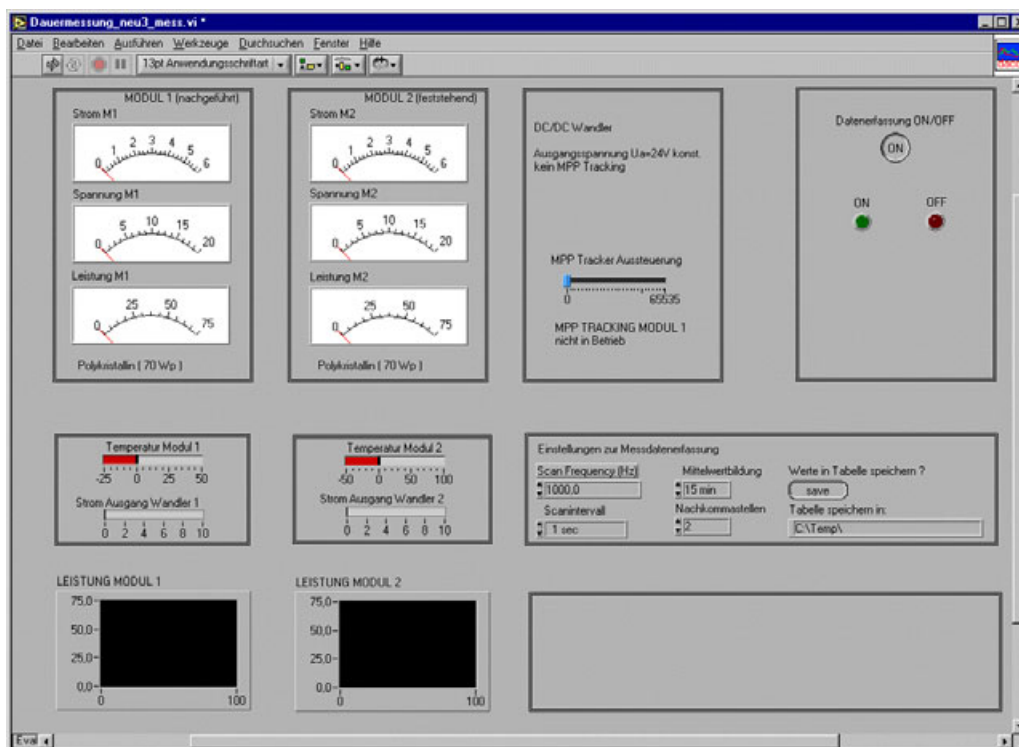 Dauermessung_neu3_mess.vi *
Datei Bearbeiten Ausführen Werkzeuge Durchsuchen Fenster Hilfe
13pt Anwendungsschriftart
MODUL 1 (nachgeführt)
Strom M1
0 1 2 3 4 5 6
Spannung M1
0 5 10 15 20
Leistung M1
0 25 50 75
Polykristallin ( 70 Wp )
MODUL 2 (feststehend)
Strom M2
0 1 2 3 4 5 6
Spannung M2
0 5 10 15 20
Leistung M2
0 25 50 75
Polykristallin ( 70 Wp )
DC/DC Wandler
Ausgangsspannung Ua=24V konst.
kein MPP Tracking
MPP Tracker Aussteuerung
0 65535
MPP TRACKING MODUL 1
nicht in Betrieb
Datenerfassung ON/OFF
ON
ON OFF
Temperatur Modul 1
-25 0 25 50
Strom Ausgang Wandler 1
0 2 4 6 8 10
Temperatur Modul 2
-50 0 50 100
Strom Ausgang Wandler 2
0 2 4 6 8 10
Einstellungen zur Messdatenerfassung
Scan Frequency (Hz) Mittelwertbildung Werte in Tabelle speichern ?
1000,0 15 min save
Scanintervall Nachkommastellen Tabelle speichern in:
1 sec 2 C:\Temp\
LEISTUNG MODUL 1
75,0
50,0
25,0
0,0
0 100
LEISTUNG MODUL 2
75,0
50,0
25,0
0,0
0 100
Eval